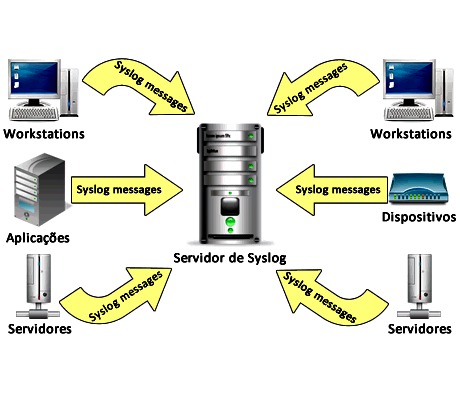 Syslog messages
Syslog messages
Workstations
Workstations
Syslog messages
Syslog messages
Aplicações
Dispositivos
Servidor de Syslog
Syslog messages
Syslog messages
Servidores
Servidores